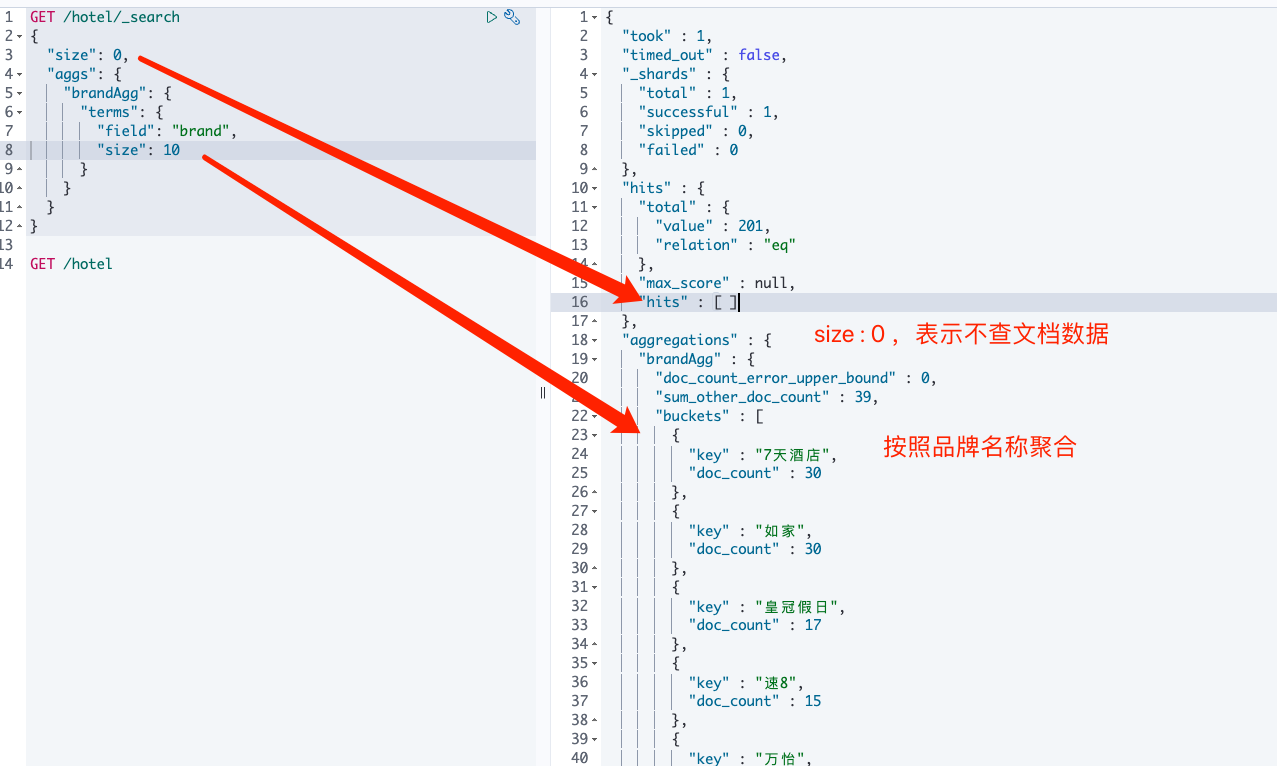 1 GET /hotel/_search
2 {
3 "size": 0,
4 "aggs": {
5 "brandAgg": {
6 "terms": {
7 "field": "brand",
8 "size": 10
9 }
10 }
11 }
12 }
13
14 GET /hotel
1 {
2 "took" : 1,
3 "timed_out" : false,
4 "_shards" : {
5 "total" : 1,
6 "successful" : 1,
7 "skipped" : 0,
8 "failed" : 0
9 },
10 "hits" : {
11 "total" : {
12 "value" : 201,
13 "relation" : "eq"
14 },
15 "max_score" : null,
16 "hits" : [ ]
17 },
size : 0 ，表示不查文档数据
18 "aggregations" : {
19 "brandAgg" : {
20 "doc_count_error_upper_bound" : 0,
"sum_other_doc_count" : 39,
22 "buckets" : [
23 {
按照品牌名称聚合
24 "key" : "7天酒店",
25 "doc_count" : 30
26 },
27 {
28 "key" : "如家",
29 "doc_count" : 30
30 },
31 {
32 "key" : "皇冠假日",
33 "doc_count" : 17
34 },
35 {
36 "key" : "速8",
37 "doc_count" : 15
38 },
39 {
40 "key" : "万怡",